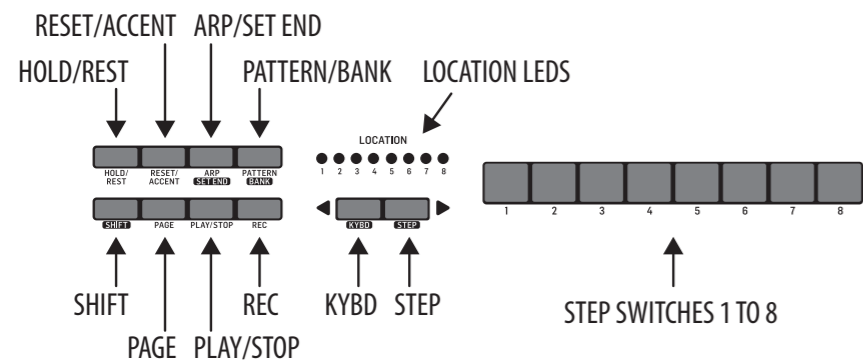 RESET/ACCENT ARP/SET END
HOLD/REST PATTERN/BANK LOCATION LEDS
LOCATION
1 2 3 4 5 6 7 8
HOLD/ REST RESET/ ACCENT ARP SET END PATTERN BANK
1 2 3 4 5 6 7 8
SHIFT PAGE PLAY/STOP REC KYBD STEP
SHIFT REC KYBD STEP STEP SWITCHES 1 TO 8
PAGE PLAY/STOP